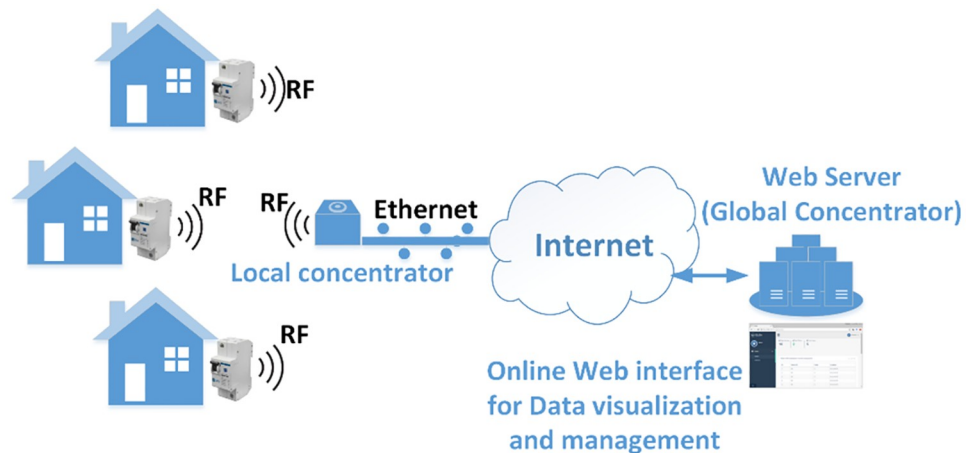 RF
RF
RF
Ethernet
Local concentrator
RF
Internet
Web Server
(Global Concentrator)
Online Web interface
for Data visualization
and management